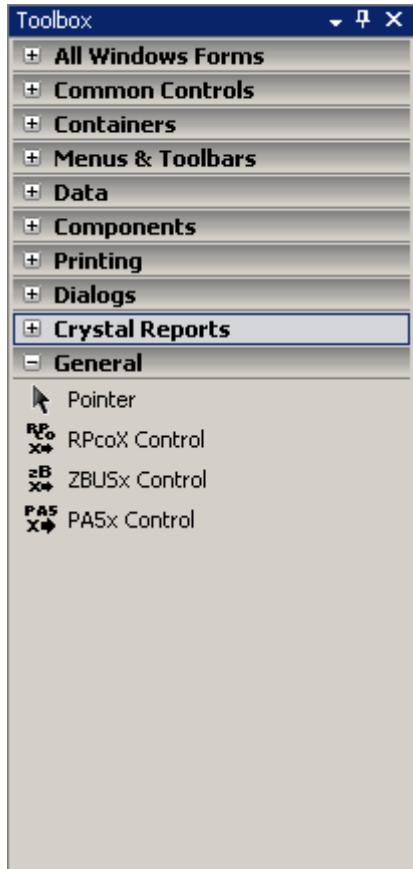 Toolbox
All Windows Forms
Common Controls
Containers
Menus & Toolbars
Data
Components
Printing
Dialogs
Crystal Reports
General
Pointer
RPcoX Control
ZBUSx Control
PA5x Control